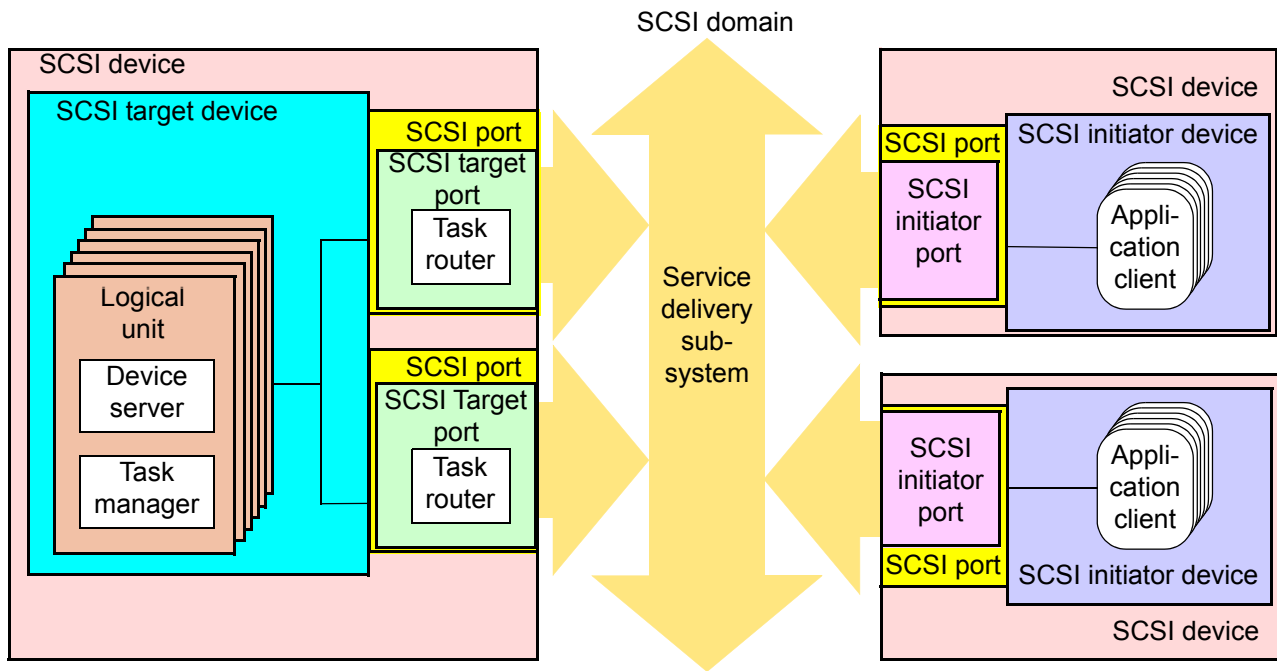 SCSI domain
SCSI device
SCSI target device
SCSI port
SCSI target
port
Task
router
Logical
unit
Device
server
Task
manager
SCSI port
SCSI Target
port
Task
router
Service
delivery
sub-
system
SCSI device
SCSI initiator device
SCSI port
SCSI
initiator
port
Appli-
cation
client
SCSI
initiator
port
SCSI port
Appli-
cation
client
SCSI initiator device
SCSI device